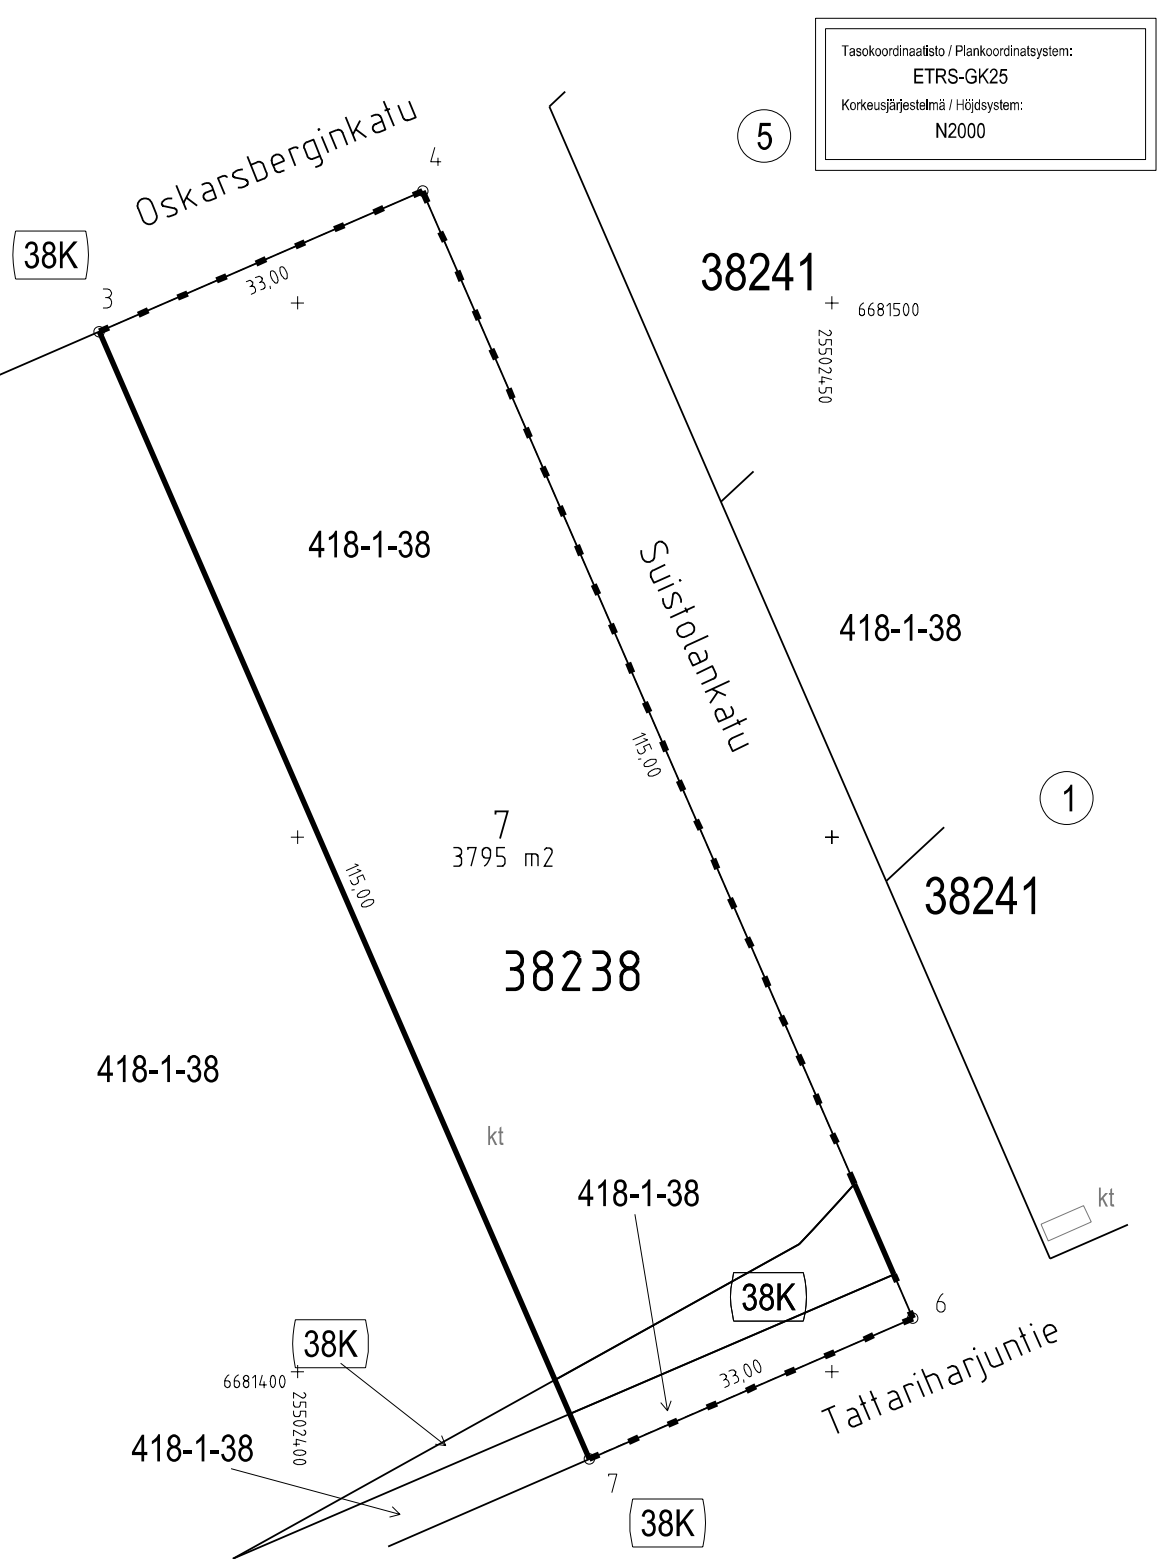 Tasokoordinaatisto / Plankoordinatsystem:
ETRS-GK25
Korkeusjärjestelmä / Höjdsystem:
N2000
5
Oskarsberginkatu
4
38K
3
33,00
38241
6681500
25502450
418-1-38
Suistolankatu
418-1-38
115,00
1
7
3795 m2
115,00
38241
38238
418-1-38
kt
418-1-38
kt
38K
6
38K
33,00
Tattariharjuntie
6681400
25502400
418-1-38
7
38K